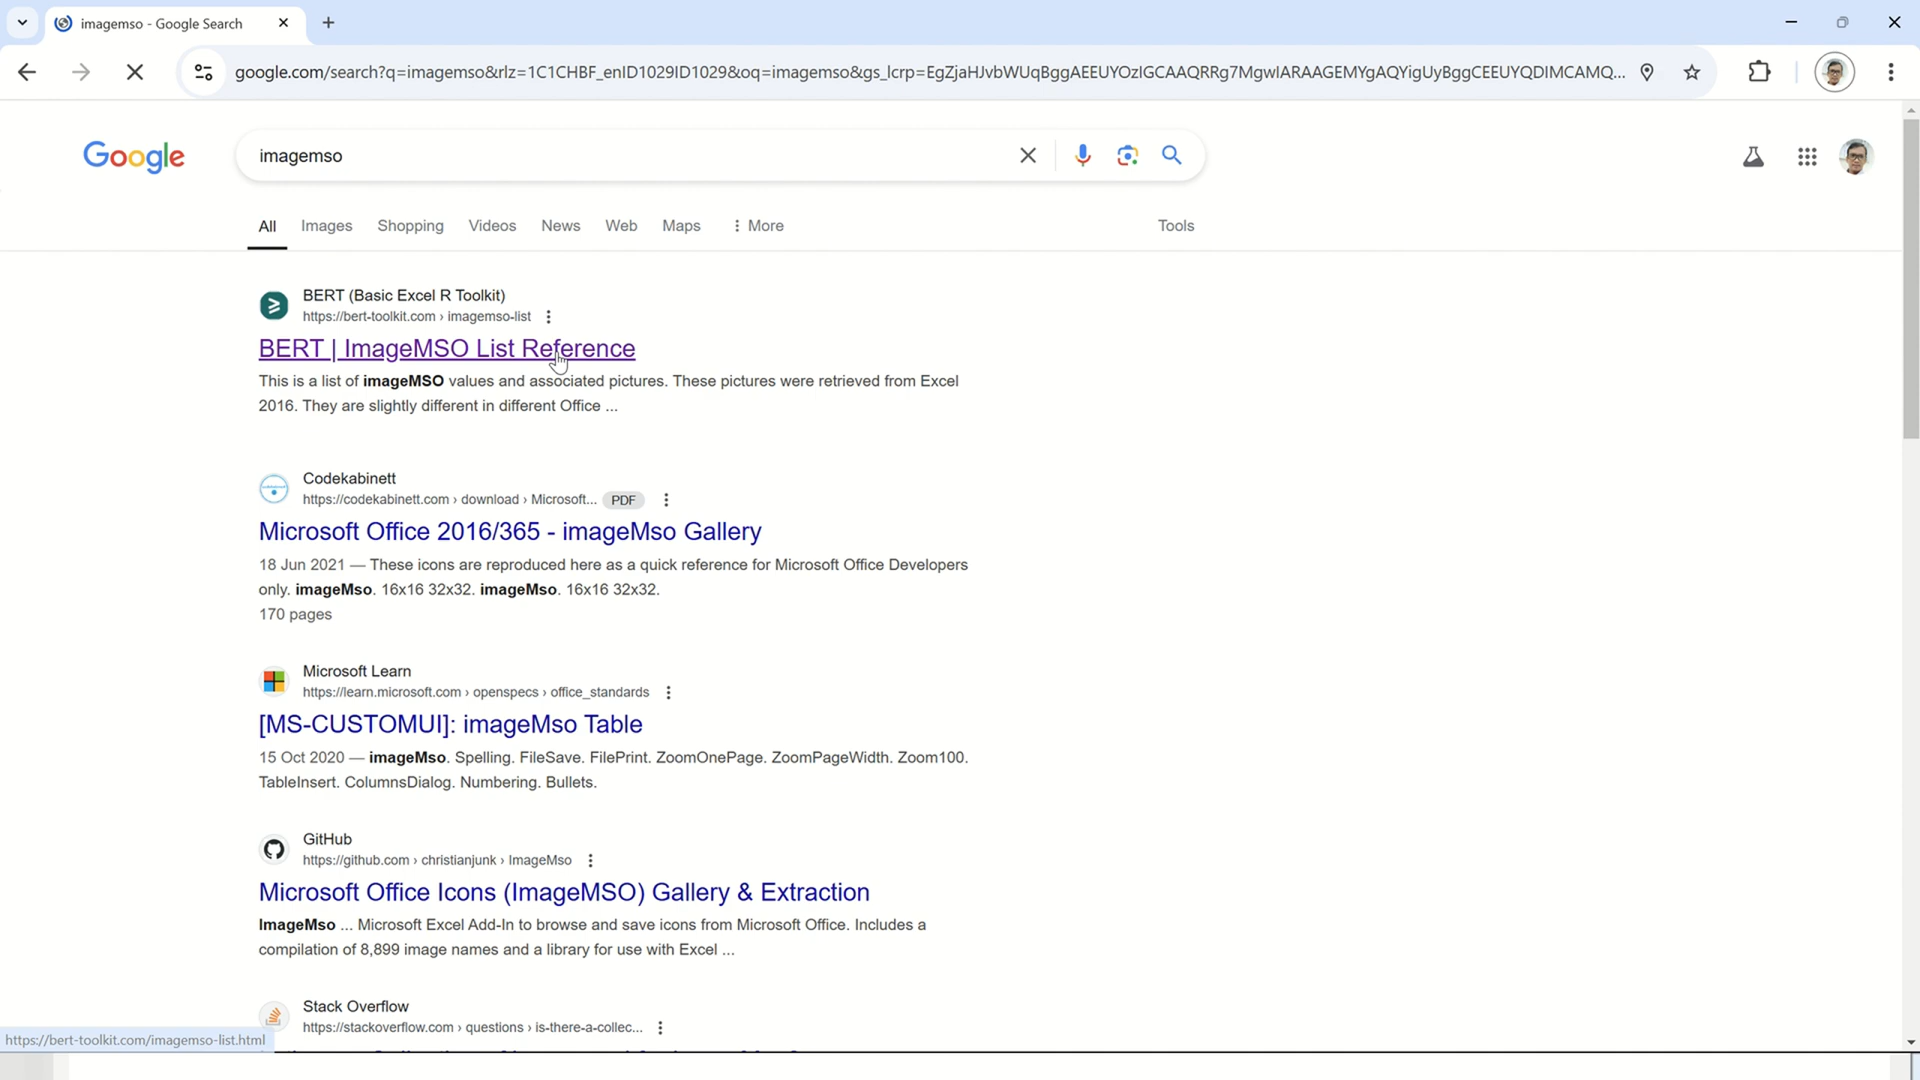 imagemso - Google Search
google.com/search?q=imagemso&rlz=1C1CHBF_enID1029ID1029&oq=imagemso&gs_lcrp=EgZjaHJvbWUqBggAEEUYOzIGCAAQRRg7MgwIARAAGEMYgAQYigUyBggCEEUYQDIMCAMQ...
Google
imagemso
All Images Shopping Videos News Web Maps More Tools
BERT (Basic Excel R Toolkit)
https://bert-toolkit.com › imagemso-list
BERT | ImageMSO List Reference
This is a list of imageMSO values and associated pictures. These pictures were retrieved from Excel
2016. They are slightly different in different Office ...
Codekabinett
https://codekabinett.com › download › Microsoft... PDF
Microsoft Office 2016/365 - imageMso Gallery
18 Jun 2021 — These icons are reproduced here as a quick reference for Microsoft Office Developers
only. imageMso. 16x16 32x32. imageMso. 16x16 32x32.
170 pages
Microsoft Learn
https://learn.microsoft.com › openspecs › office_standards
[MS-CUSTOMUI]: imageMso Table
15 Oct 2020 — imageMso. Spelling. FileSave. FilePrint. ZoomOnePage. ZoomPageWidth. Zoom100.
TableInsert. ColumnsDialog. Numbering. Bullets.
GitHub
https://github.com › christianjunk › ImageMso
Microsoft Office Icons (ImageMSO) Gallery & Extraction
ImageMso ... Microsoft Excel Add-In to browse and save icons from Microsoft Office. Includes a
compilation of 8,899 image names and a library for use with Excel ...
Stack Overflow
https://stackoverflow.com › questions › is-there-a-collec...
https://bert-toolkit.com/imagemso-list.html